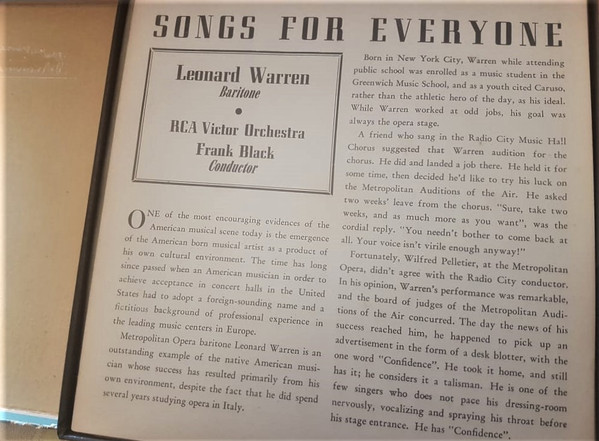 SONGS FOR EVERYONE
Leonard Warren
Baritone
•
RCA Victor Orchestra
Frank Black
Conductor
ONE of the most encouraging evidences of the
American musical scene today is the emergence
of the American born musical artist as a product of
his own cultural environment. The time has long
since passed when an American musician in order to
achieve acceptance in concert halls in the United
States had to adopt a foreign-sounding name and a
fictitious background of professional experience in
the leading music centers in Europe.
Metropolitan Opera baritone Leonard Warren is an
outstanding example of the native American musi-
cian whose success has resulted primarily from his
own environment, despite the fact that he did spend
several years studying opera in Italy.
Born in New York City, Warren while attending
public school was enrolled as a music student in the
Greenwich Music School, and as a youth cited Caruso,
rather than the athletic hero of the day, as his ideal.
While Warren worked at odd jobs, his goal was
always the opera stage.
A friend who sang in the Radio City Music Hall
Chorus suggested that Warren audition for the
chorus. He did and landed a job there. He held it for
some time, then decided he'd like to try his luck on
the Metropolitan Auditions of the Air. He asked
two weeks' leave from the chorus. "Sure, take two
weeks, and as much more as you want", was the
cordial reply. "You needn't bother to come back at
all. Your voice isn't virile enough anyway!"
Fortunately, Wilfred Pelletier, at the Metropolitan
Opera, didn't agree with the Radio City conductor.
In his opinion, Warren's performance was remarkable,
and the board of judges of the Metropolitan Audi-
tions of the Air concurred. The day the news of his
success reached him, he happened to pick up an
advertisement in the form of a desk blotter, with the
one word "Confidence". He took it home, and still
has it; he considers it a talisman. He is one of the
few singers who does not pace his dressing-room
nervously, vocalizing and spraying his throat before
his stage entrance. He has "Confidence".